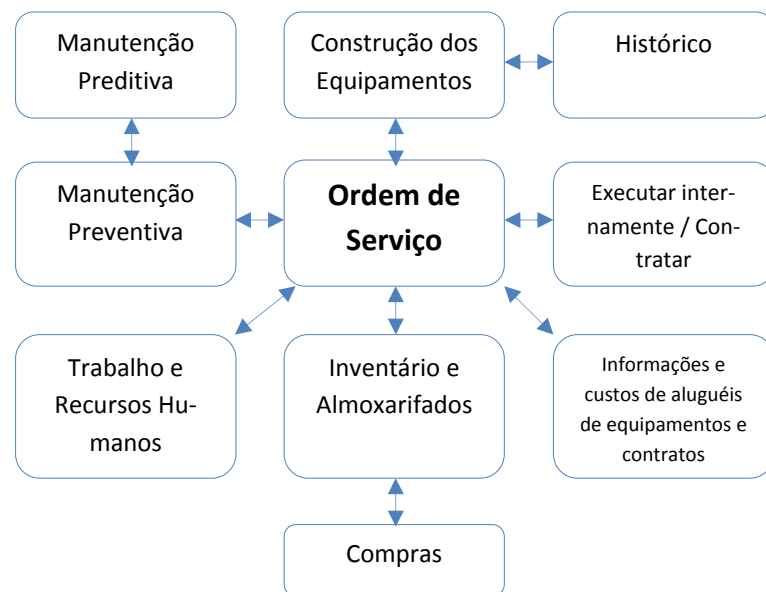 Manutenção
Preditiva
Construção dos
Equipamentos
Histórico
Manutenção
Preventiva
Ordem de
Serviço
Executar inter-
namente / Con-
tratar
Trabalho e
Recursos Hu-
manos
Inventário e
Almoxarifados
Informações e
custos de aluguéis
de equipamentos e
contratos
Compras